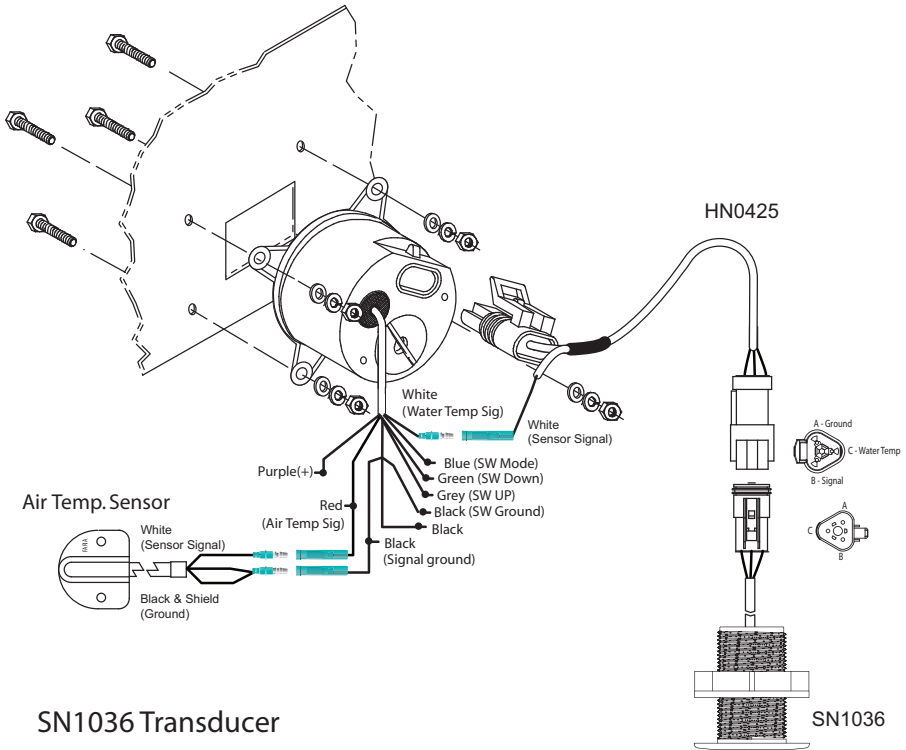 HN0425
White
(Water Temp Sig)
White
(Sensor Signal)
A - Ground
C - Water Temp
B - Signal
Purple(+)
Blue (SW Mode)
Green (SW Down)
Grey (SW UP)
Black (SW Ground)
Black
Red
(Air Temp Sig)
Black
(Signal ground)
Air Temp. Sensor
White
(Sensor Signal)
FARIA
Black & Shield
(Ground)
A
C
B
SN1036 Transducer
SN1036